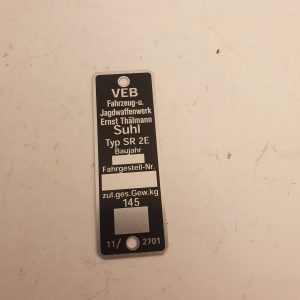 VEB
Fahrzeug-u.
Jagdwaffenwerk
Ernst Thälmann
Suhl
Typ SR 2E
Baujahr
Fahrgestell-Nr.
zul.ges.Gew.kg
145
11/ 2701